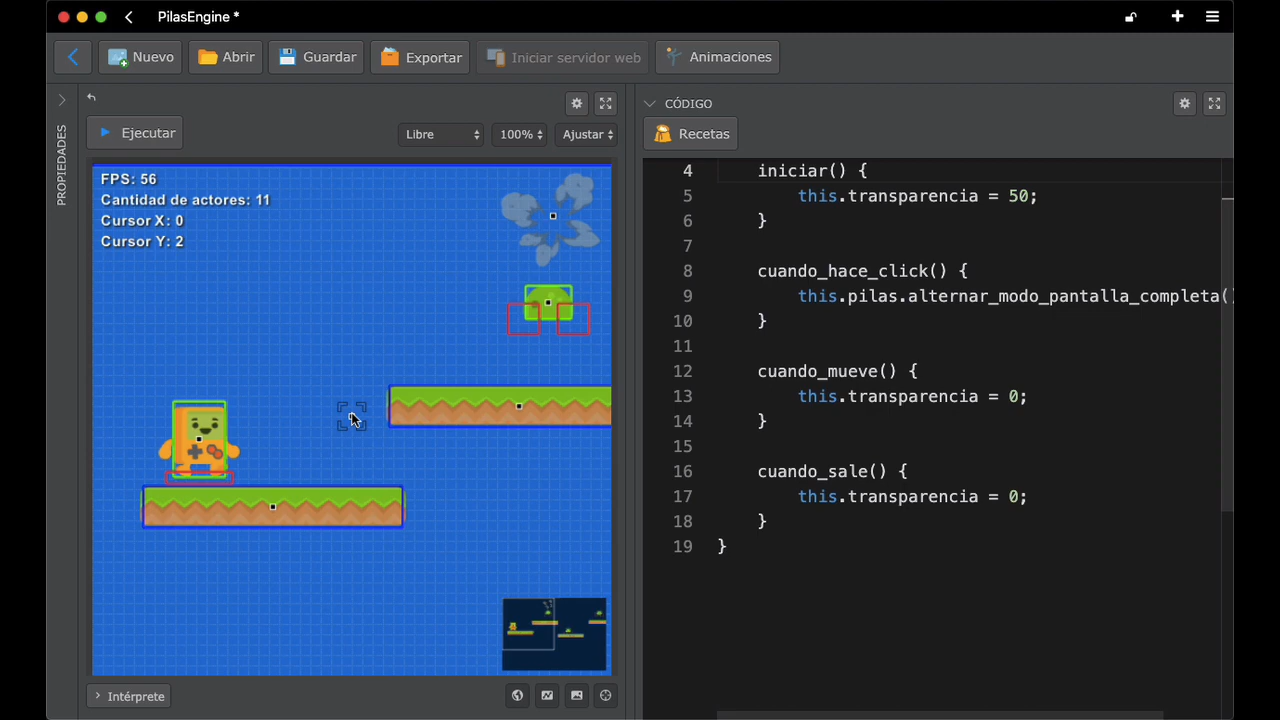 PilasEngine *
Nuevo
Abrir
Guardar
Exportar
Iniciar servidor web
Animaciones
PROPIEDADES
Ejecutar
Libre
100%
Ajustar
FPS: 56
Cantidad de actores: 11
Cursor X: 0
Cursor Y: 2
Intérprete
CÓDIGO
Recetas
4 iniciar() {
5 this.transparencia = 50;
6 }
7
8 cuando_hace_click() {
9 this.pilas.alternar_modo_pantalla_completa(
10 }
11
12 cuando_mueve() {
13 this.transparencia = 0;
14 }
15
16 cuando_sale() {
17 this.transparencia = 0;
18 }
19 }